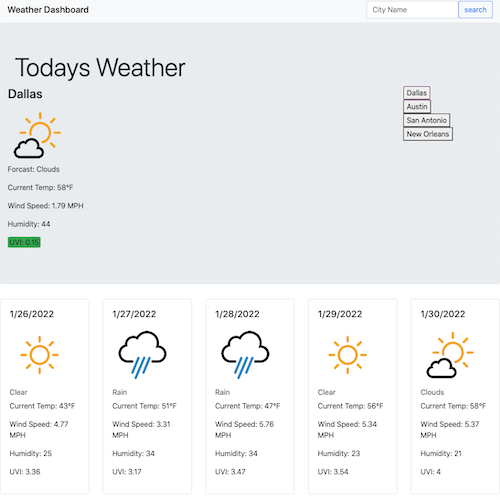 Weather Dashboard
City Name
search
Todays Weather
Dallas
Forcast: Clouds
Current Temp: 58°F
Wind Speed: 1.79 MPH
Humidity: 44
UVI: 0.15
Dallas
Austin
San Antonio
New Orleans
1/26/2022
Clear
Current Temp: 43°F
Wind Speed: 4.77
MPH
Humidity: 25
UVI: 3.36
1/27/2022
Rain
Current Temp: 51°F
Wind Speed: 3.31
MPH
Humidity: 34
UVI: 3.17
1/28/2022
Rain
Current Temp: 47°F
Wind Speed: 5.76
MPH
Humidity: 34
UVI: 3.47
1/29/2022
Clear
Current Temp: 56°F
Wind Speed: 5.34
MPH
Humidity: 23
UVI: 3.54
1/30/2022
Clouds
Current Temp: 58°F
Wind Speed: 5.37
MPH
Humidity: 21
UVI: 4